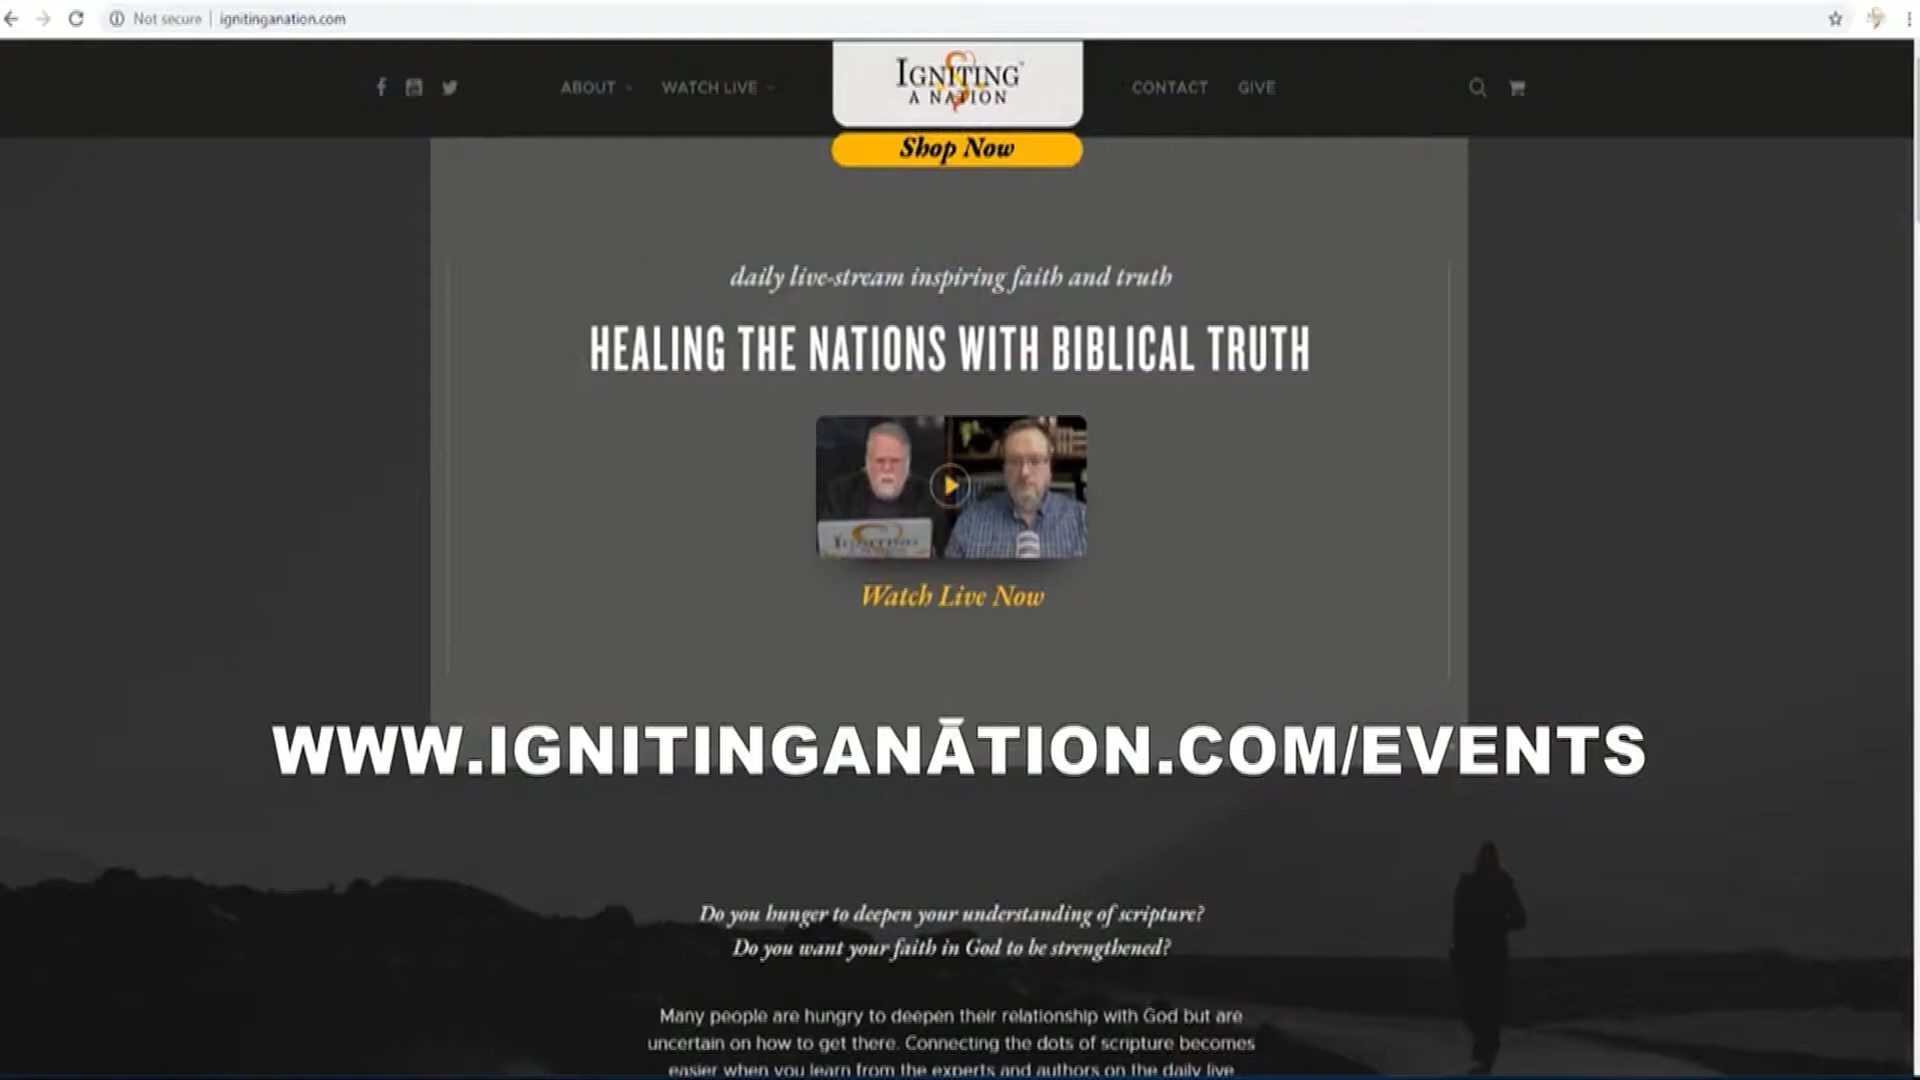 Not secure | ignitinganation.com
ABOUT
WATCH LIVE
IGNITING
A NATION
CONTACT
GIVE
Shop Now
daily live-stream inspiring faith and truth
HEALING THE NATIONS WITH BIBLICAL TRUTH
IGNITING
Watch Live Now
WWW.IGNITINGANATION.COM/EVENTS
Do you hunger to deepen your understanding of scripture?
Do you want your faith in God to be strengthened?
Many people are hungry to deepen their relationship with God but are
uncertain on how to get there. Connecting the dots of scripture becomes
easier when you learn from the experts and authors on the daily live